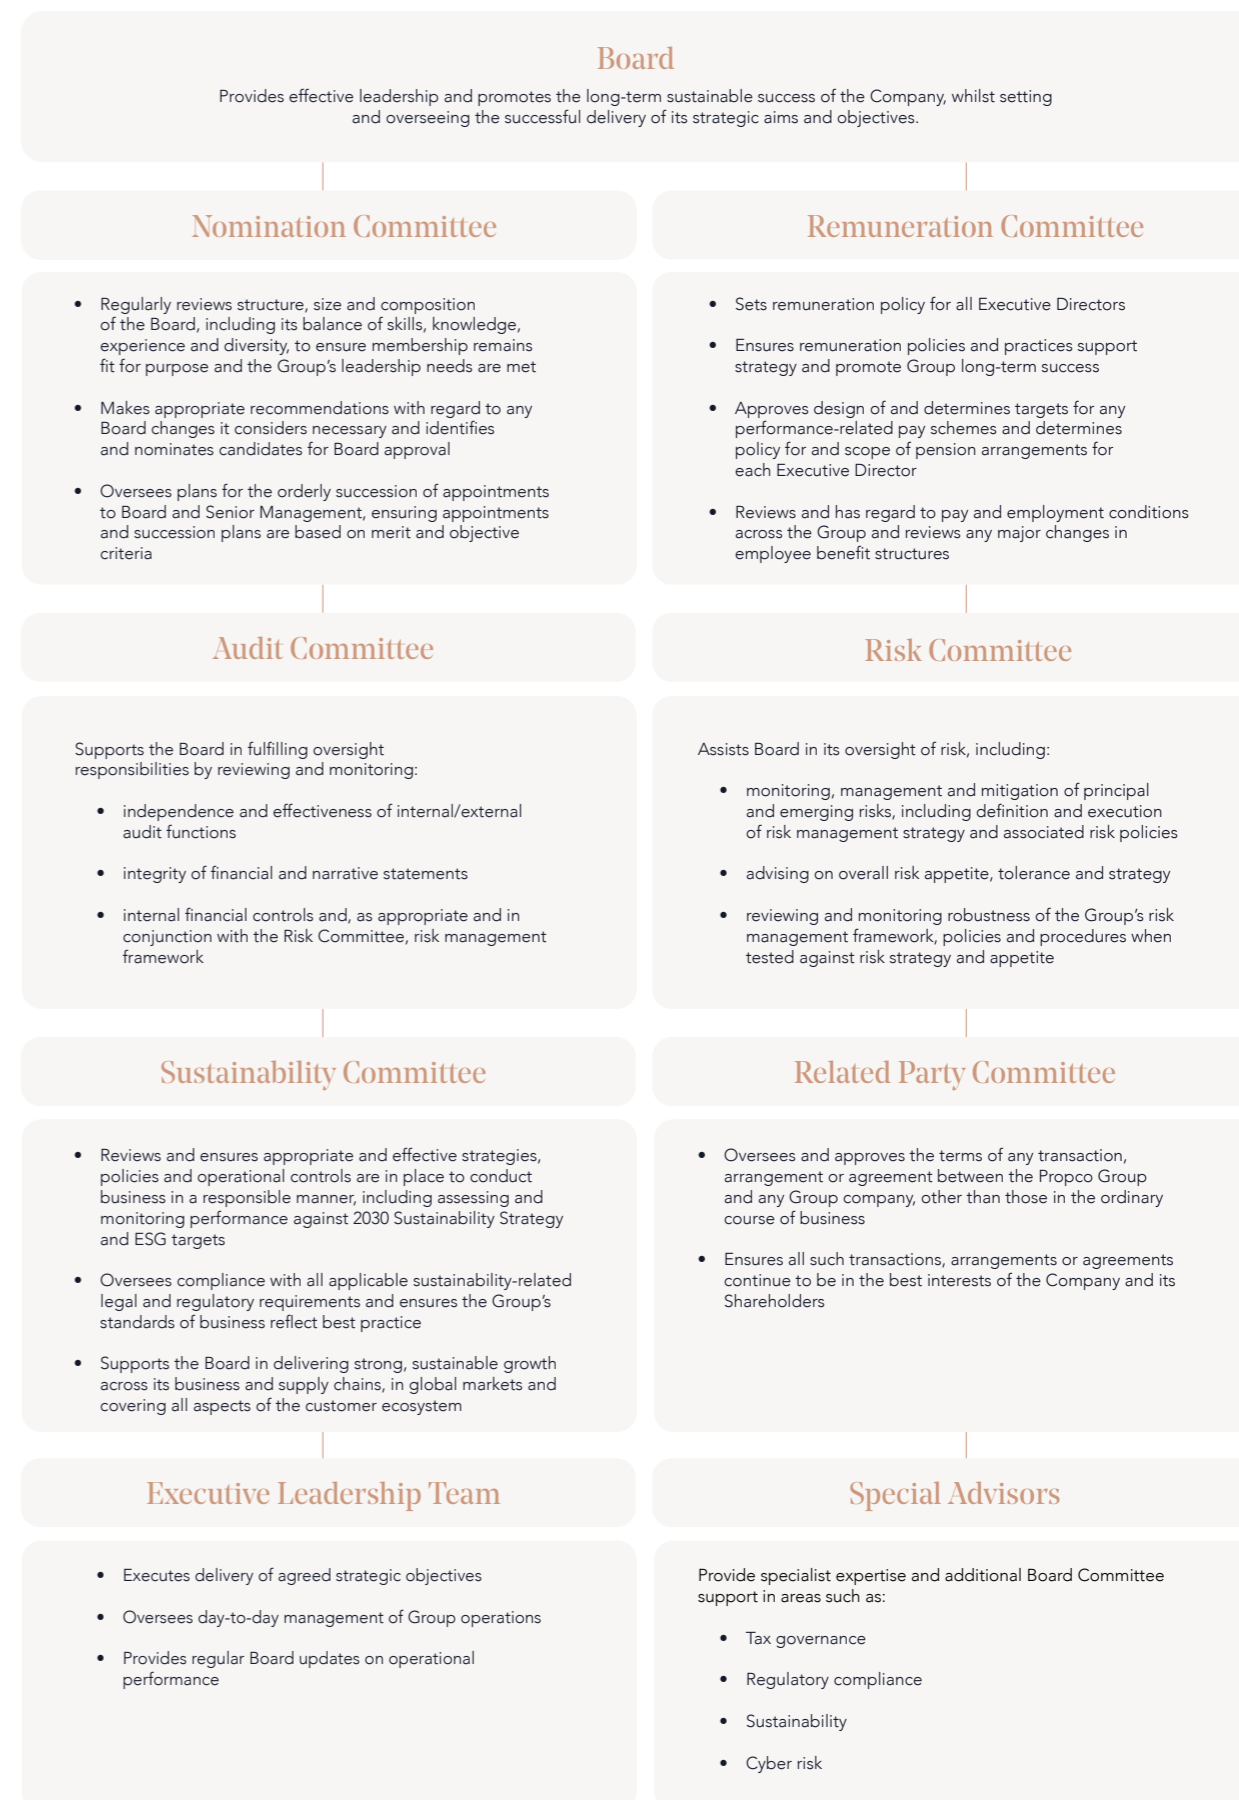 Board
Provides effective leadership and promotes the long-term sustainable success of the Company, whilst setting
and overseeing the successful delivery of its strategic aims and objectives.
Nomination Committee
• Regularly reviews structure, size and composition
of the Board, including its balance of skills, knowledge,
experience and diversity, to ensure membership remains
fit for purpose and the Group's leadership needs are met
• Makes appropriate recommendations with regard to any
Board changes it considers necessary and identifies
and nominates candidates for Board approval
• Oversees plans for the orderly succession of appointments
to Board and Senior Management, ensuring appointments
and succession plans are based on merit and objective
criteria
Remuneration Committee
• Sets remuneration policy for all Executive Directors
• Ensures remuneration policies and practices support
strategy and promote Group long-term success
• Approves design of and determines targets for any
performance-related pay schemes and determines
policy for and scope of pension arrangements for
each Executive Director
• Reviews and has regard to pay and employment conditions
across the Group and reviews any major changes in
employee benefit structures
Audit Committee
Supports the Board in fulfilling oversight
responsibilities by reviewing and monitoring:
• independence and effectiveness of internal/external
audit functions
• integrity of financial and narrative statements
• internal financial controls and, as appropriate and in
conjunction with the Risk Committee, risk management
framework
Risk Committee
Assists Board in its oversight of risk, including:
• monitoring, management and mitigation of principal
and emerging risks, including definition and execution
of risk management strategy and associated risk policies
• advising on overall risk appetite, tolerance and strategy
• reviewing and monitoring robustness of the Group's risk
management framework, policies and procedures when
tested against risk strategy and appetite
Sustainability Committee
• Reviews and ensures appropriate and effective strategies,
policies and operational controls are in place to conduct
business in a responsible manner, including assessing and
monitoring performance against 2030 Sustainability Strategy
and ESG targets
• Oversees compliance with all applicable sustainability-related
legal and regulatory requirements and ensures the Group's
standards of business reflect best practice
• Supports the Board in delivering strong, sustainable growth
across its business and supply chains, in global markets and
covering all aspects of the customer ecosystem
Related Party Committee
• Oversees and approves the terms of any transaction,
arrangement or agreement between the Propco Group
and any Group company, other than those in the ordinary
course of business
• Ensures all such transactions, arrangements or agreements
continue to be in the best interests of the Company and its
Shareholders
Executive Leadership Team
• Executes delivery of agreed strategic objectives
• Oversees day-to-day management of Group operations
• Provides regular Board updates on operational
performance
Special Advisors
Provide specialist expertise and additional Board Committee
support in areas such as:
• Tax governance
• Regulatory compliance
• Sustainability
• Cyber risk